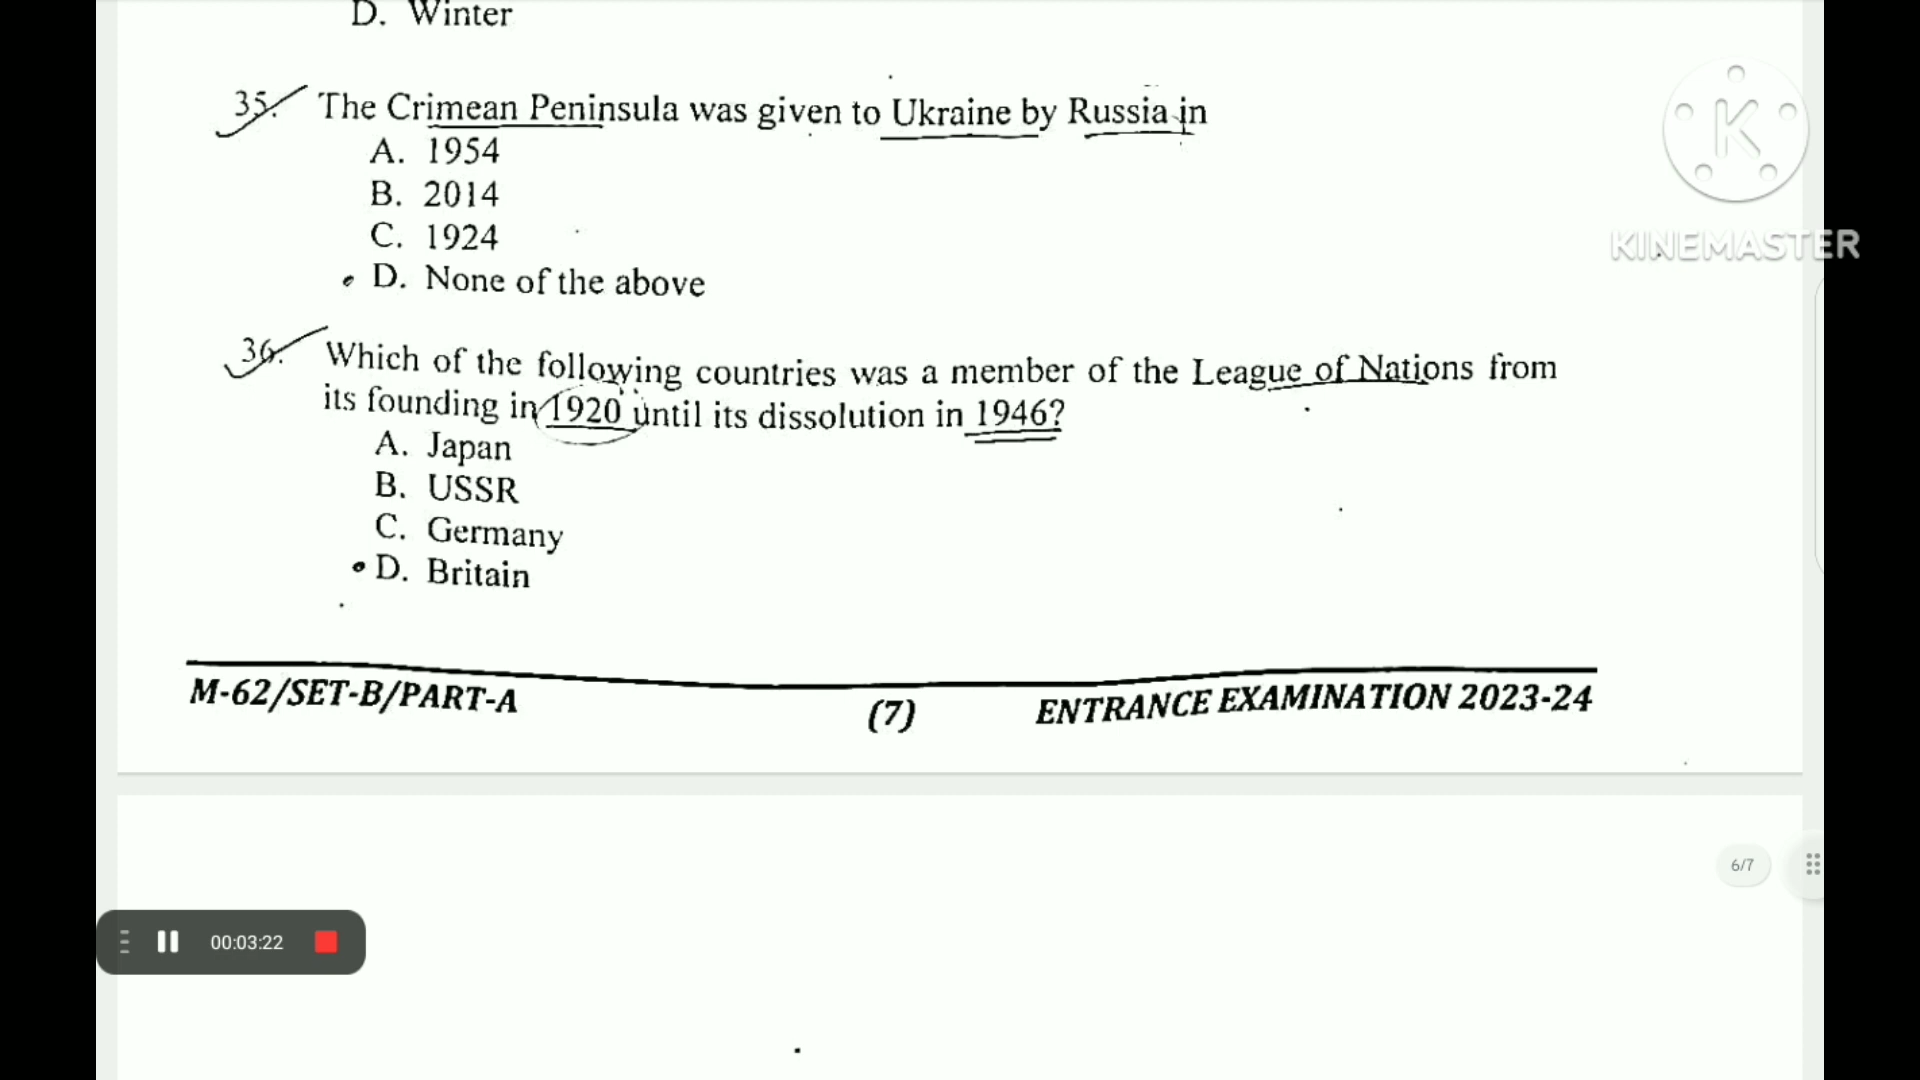 D. Winter
35. The Crimean Peninsula was given to Ukraine by Russia in
A. 1954
B. 2014
C. 1924
D. None of the above
36. Which of the following countries was a member of the League of Nations from
its founding in 1920 until its dissolution in 1946?
A. Japan
B. USSR
C. Germany
D. Britain
M-62/SET-B/PART-A (7) ENTRANCE EXAMINATION 2023-24
K
KINEMASTER
6/7
00:03:22